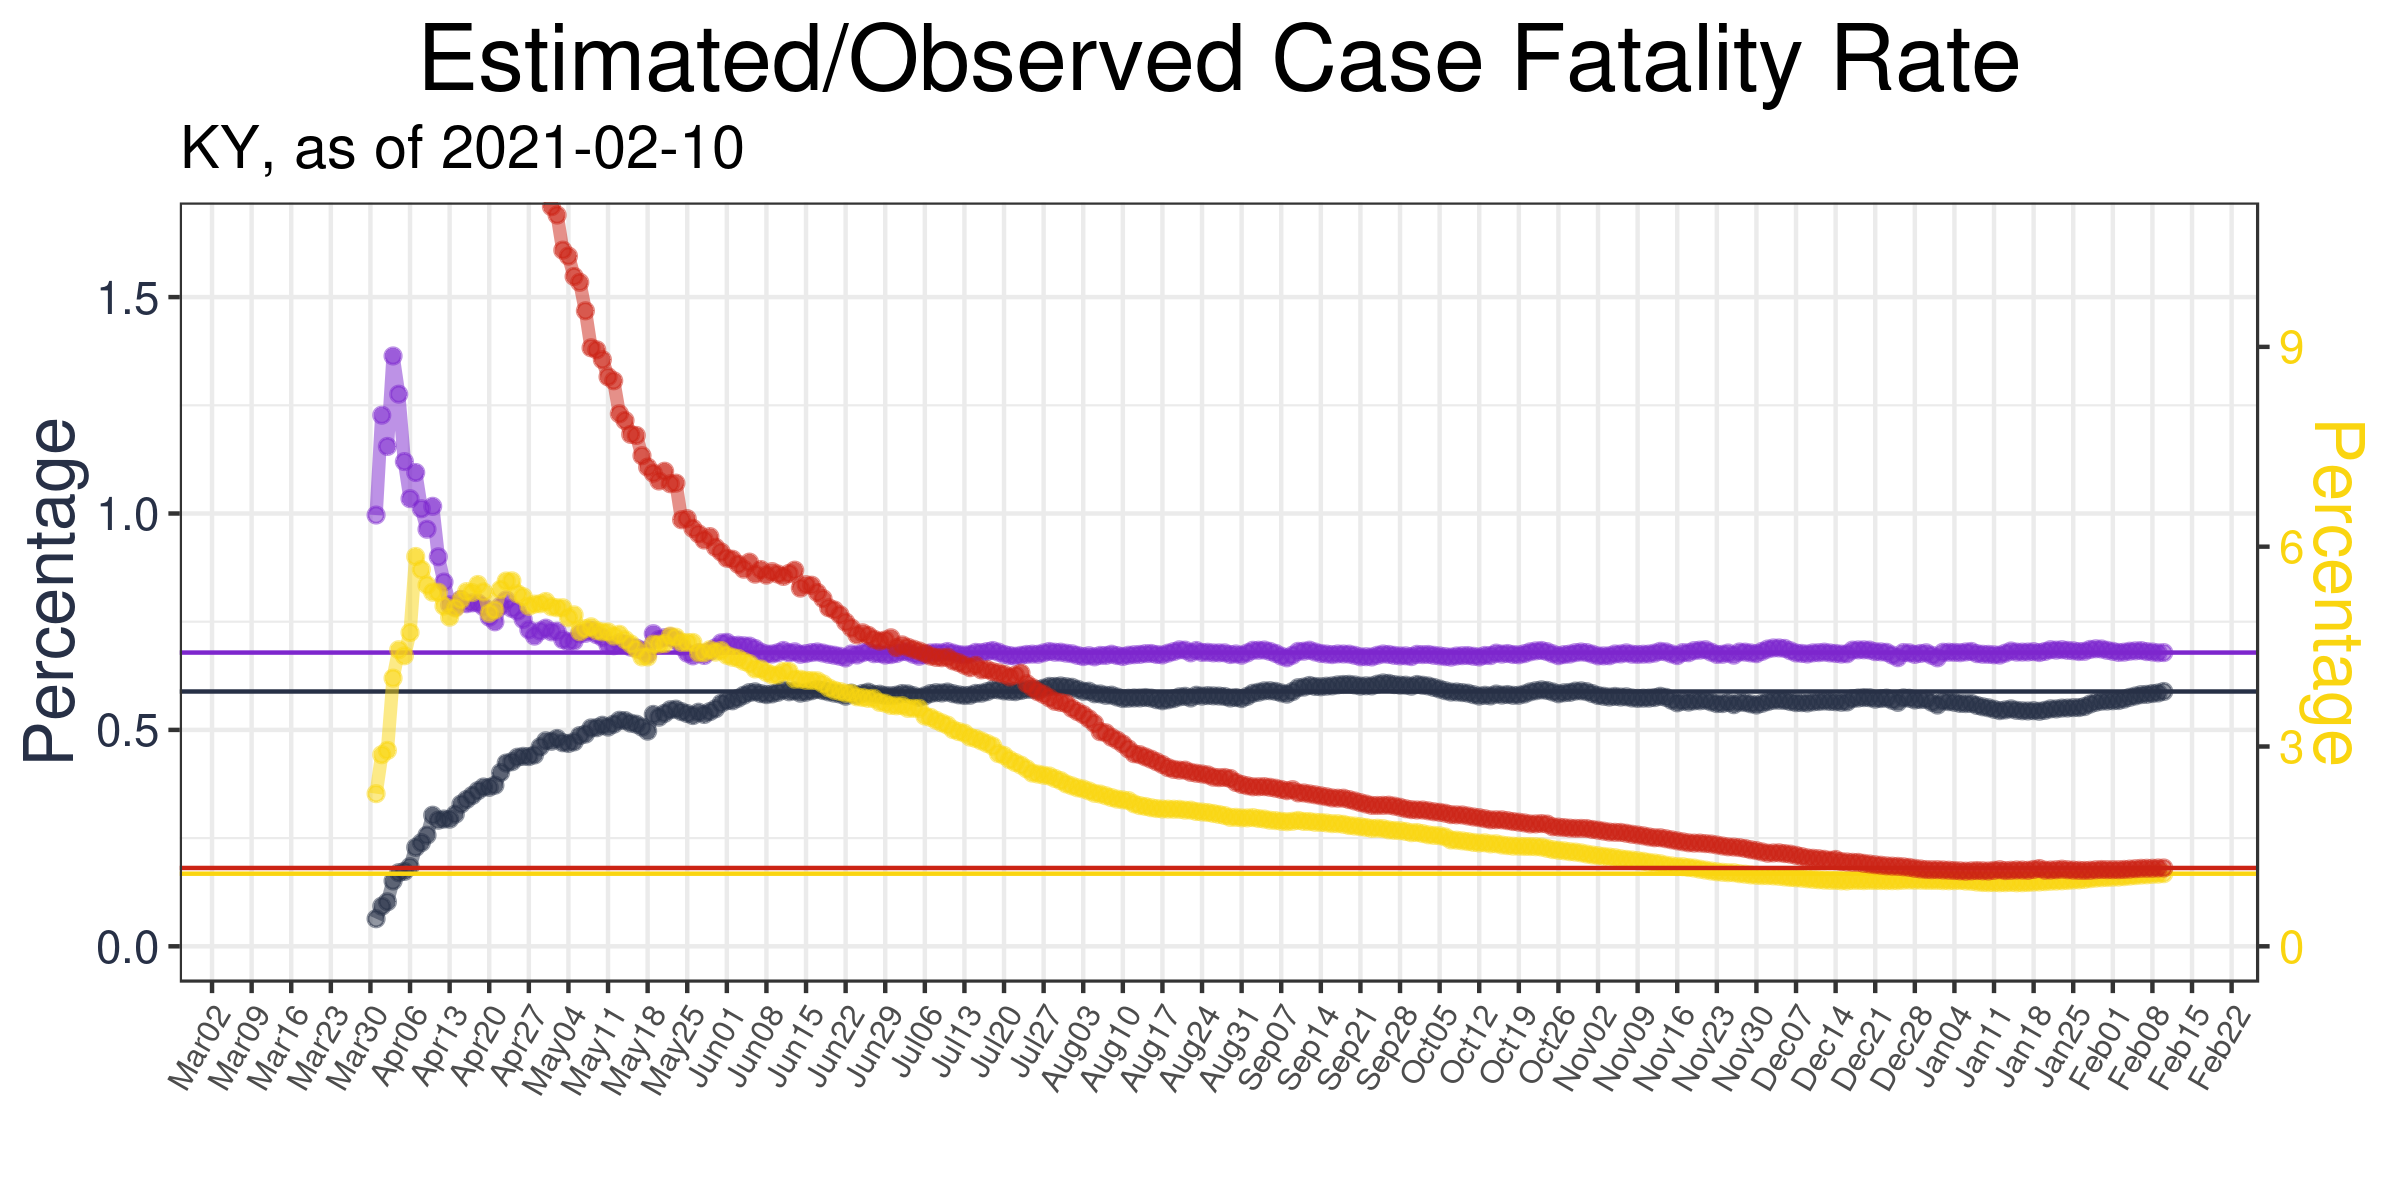 Estimated/Observed Case Fatality Rate
KY, as of 2021-02-10
Percentage
1.5
1.0
0.5
0.0
9
6
3
0
Percentage
Mar02
Mar09
Mar16
Mar23
Mar30
Apr06
Apr13
Apr20
Apr27
May04
May11
May18
May25
Jun01
Jun08
Jun15
Jun22
Jun29
Jul06
Jul13
Jul20
Jul27
Aug03
Aug10
Aug17
Aug24
Aug31
Sep07
Sep14
Sep21
Sep28
Oct05
Oct12
Oct19
Oct26
Nov02
Nov09
Nov16
Nov23
Nov30
Dec07
Dec14
Dec21
Dec28
Jan04
Jan11
Jan18
Jan25
Feb01
Feb08
Feb15
Feb22